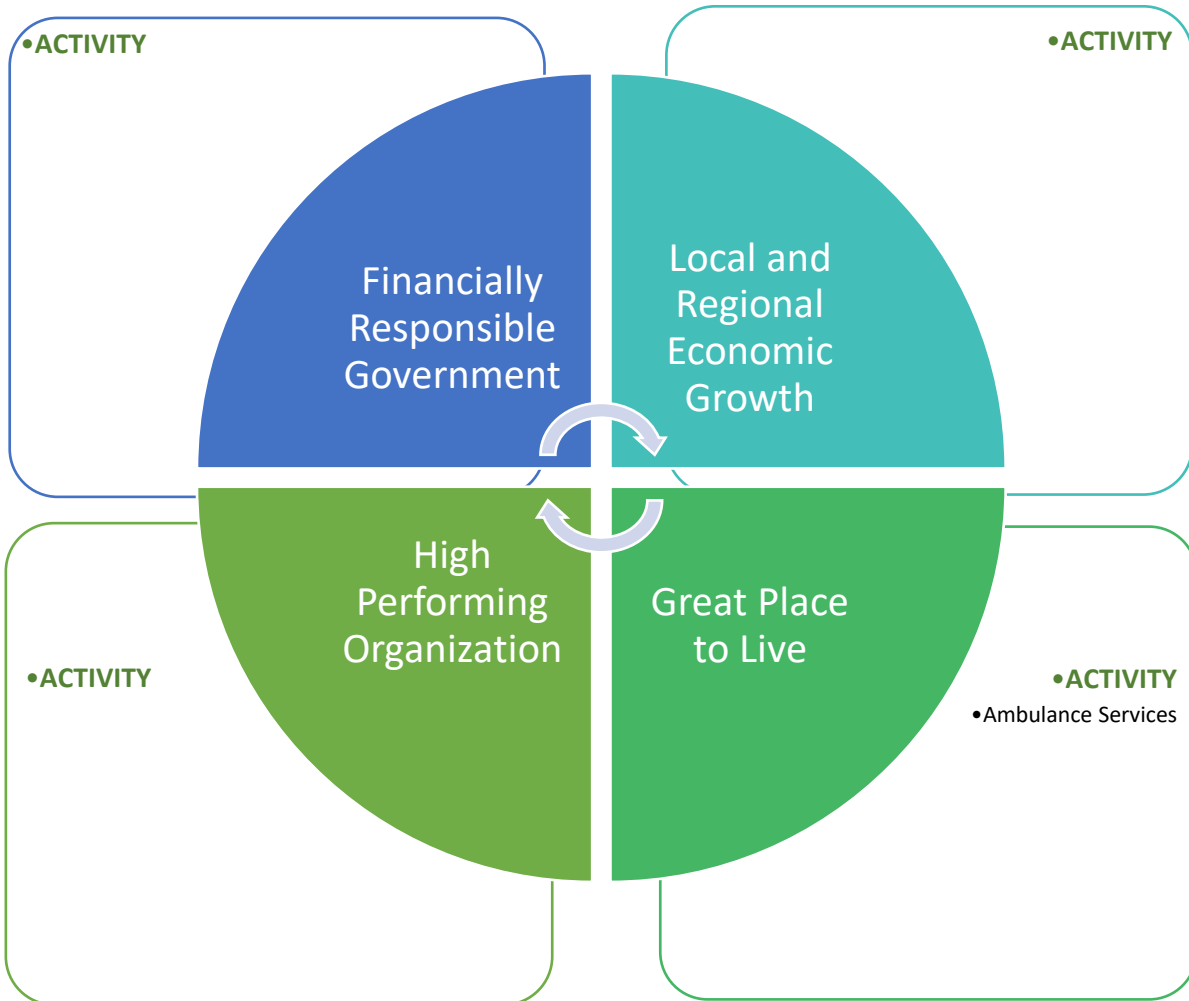 •ACTIVITY
•ACTIVITY
Financially
Responsible
Government
Local and
Regional
Economic
Growth
High
Performing
Organization
Great Place
to Live
•ACTIVITY
•ACTIVITY
•Ambulance Services